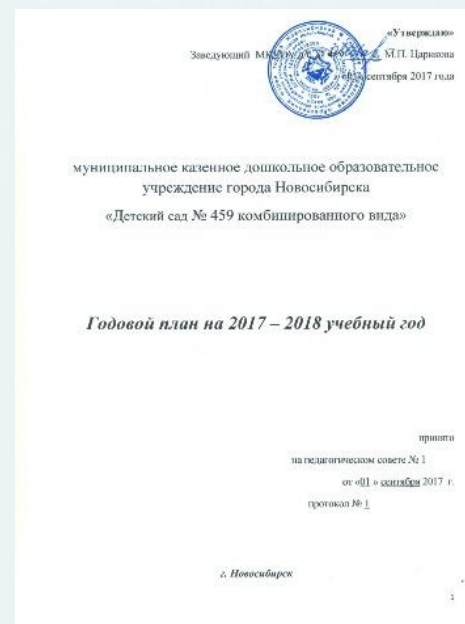 «Утверждаю»
Заведующий М.П. Царикова
сентября 2017 года
муниципальное казенное дошкольное образовательное
учреждение города Новосибирска
«Детский сад № 459 комбинированного вида»
Годовой план на 2017 – 2018 учебный год
приняти
на педагогическом совете № 1
от «01 » сентября 2017 г.
протокол № 1
г. Новосибирск
1